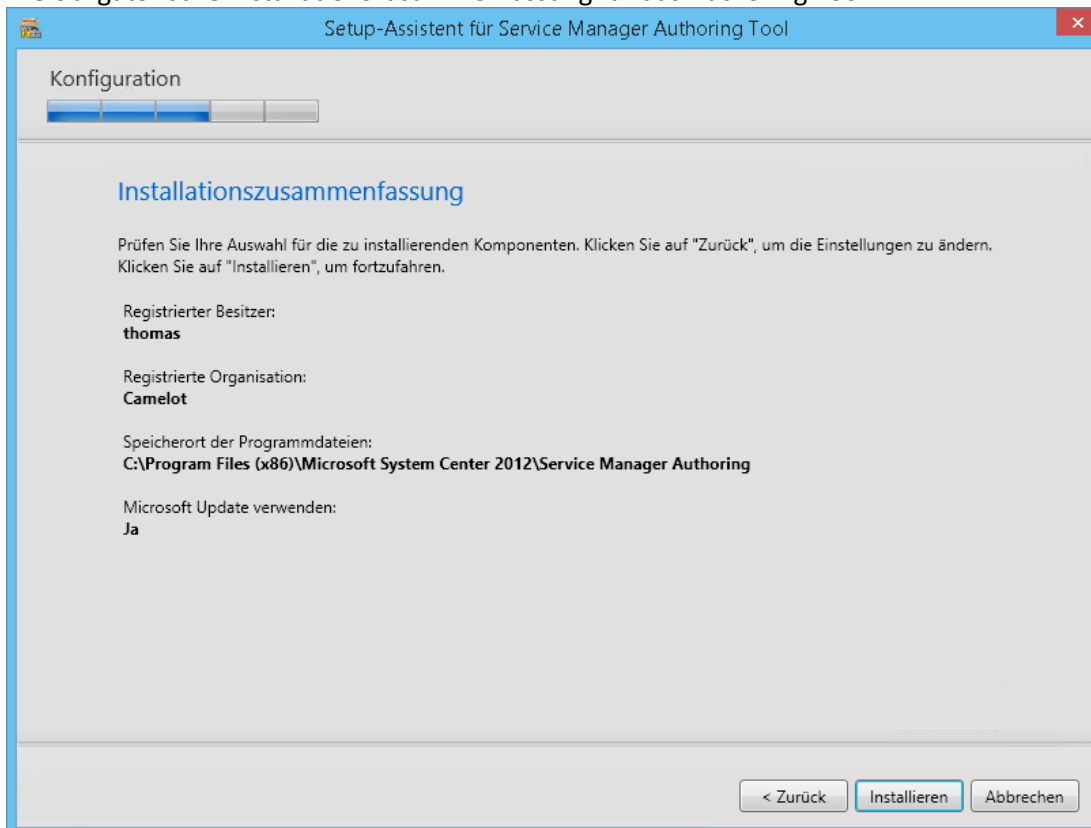 Setup-Assistent für Service Manager Authoring Tool
Konfiguration
Installationszusammenfassung
Prüfen Sie Ihre Auswahl für die zu installierenden Komponenten. Klicken Sie auf "Zurück", um die Einstellungen zu ändern.
Klicken Sie auf "Installieren", um fortzufahren.
Registrierter Besitzer:
thomas
Registrierte Organisation:
Camelot
Speicherort der Programmdateien:
C:\Program Files (x86)\Microsoft System Center 2012\Service Manager Authoring
Microsoft Update verwenden:
Ja
< Zurück
Installieren
Abbrechen